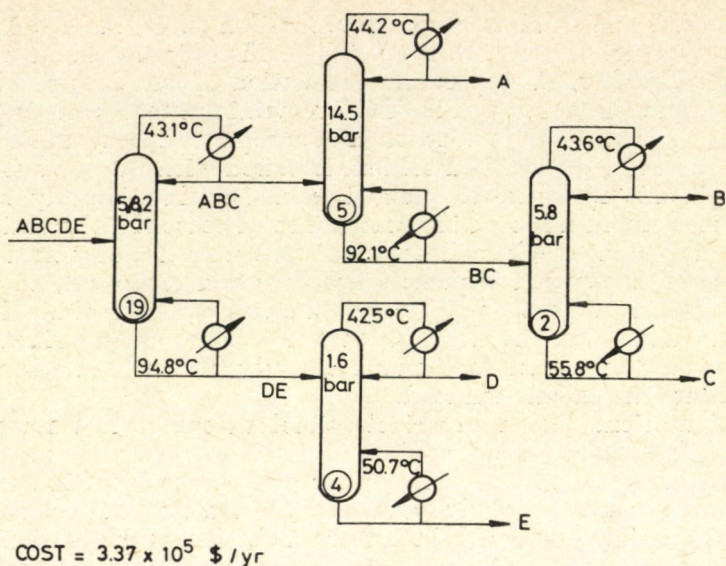 44.2°C
A
14.5
bar
5
92.1°C
BC
43.1°C
ABC
ABCDE
bar
19
94.8°C
DE
43.6°C
B
5.8
bar
2
55.8°C
C
42.5°C
1.6
bar
D
50.7°C
4
E
COST = 3.37 x 10⁵ $/yr